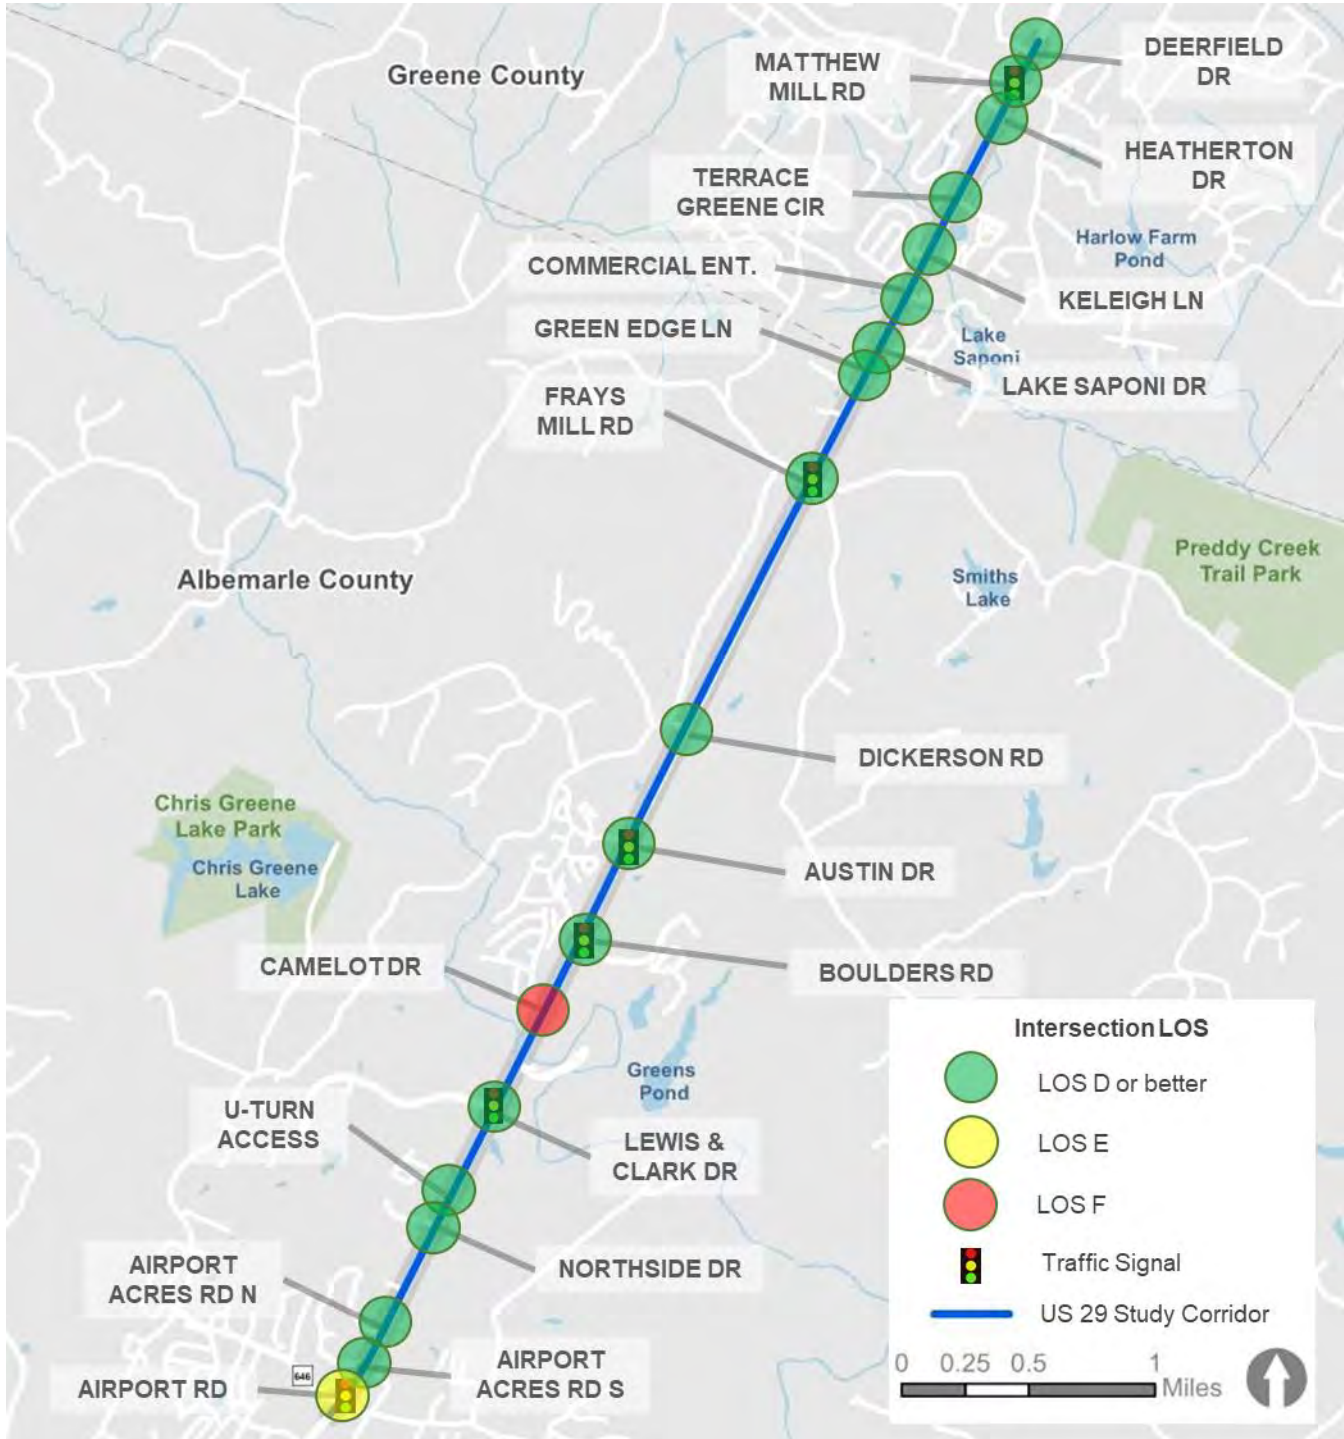 DEERFIELD
DR
MATTHEW
MILL RD
Greene County
HEATHERTON
DR
TERRACE
GREENE CIR
Harlow Farm
Pond
COMMERCIAL ENT.
KELEIGH LN
GREEN EDGE LN
Lake
Saponi
LAKE SAPONI DR
FRAYS
MILL RD
Preddy Creek
Trail Park
Albemarle County
Smiths
Lake
DICKERSON RD
Chris Greene
Lake Park
Chris Greene
Lake
AUSTIN DR
CAMELOT DR
BOULDERS RD
Intersection LOS
LOS D or better
LOS E
LOS F
Traffic Signal
US 29 Study Corridor
0 0.25 0.5 1
Miles
Greens
Pond
U-TURN
ACCESS
LEWIS &
CLARK DR
NORTHSIDE DR
AIRPORT
ACRES RD N
AIRPORT
ACRES RD S
646
AIRPORT RD